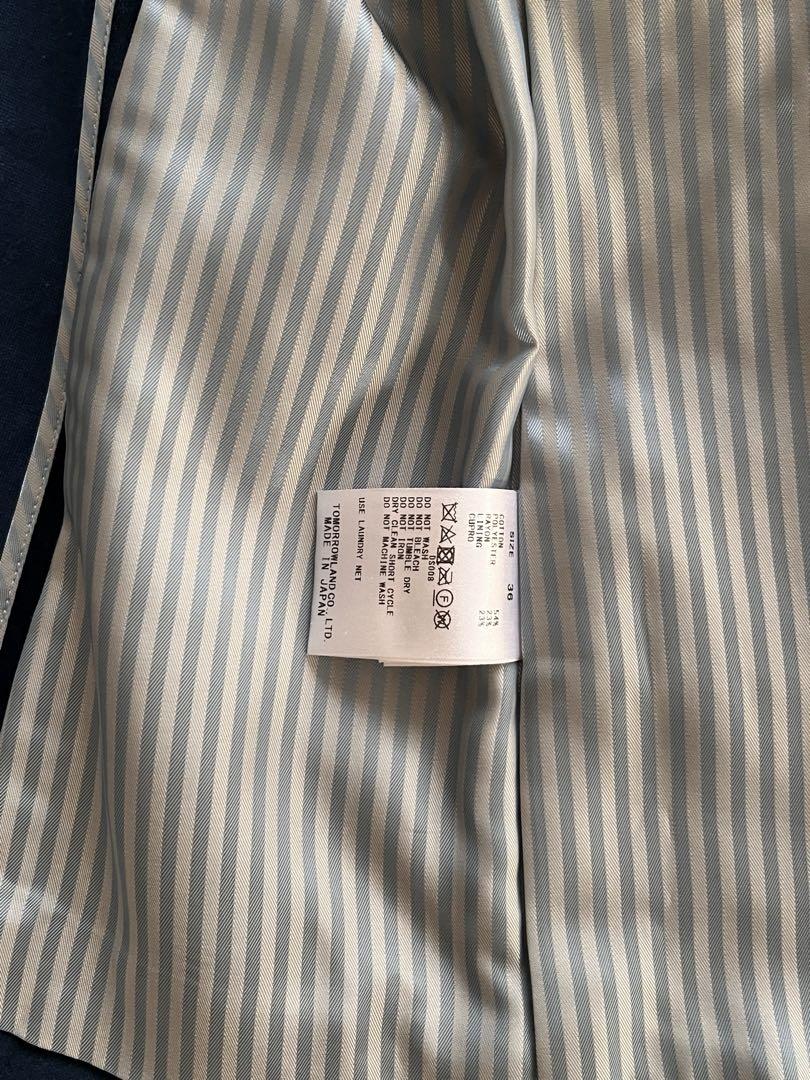 SIZE 36
COTTON 54%
POLYESTER 23%
RAYON 23%
LINING
CUPRO
F
W
DS008
DO NOT WASH
DO NOT BLEACH
DO NOT TUMBLE DRY
DO NOT IRON
DRY CLEAN SHORT CYCLE
DO NOT MACHINE WASH
USE LAUNDRY NET
TOMORROWLAND CO., LTD.
MADE IN JAPAN